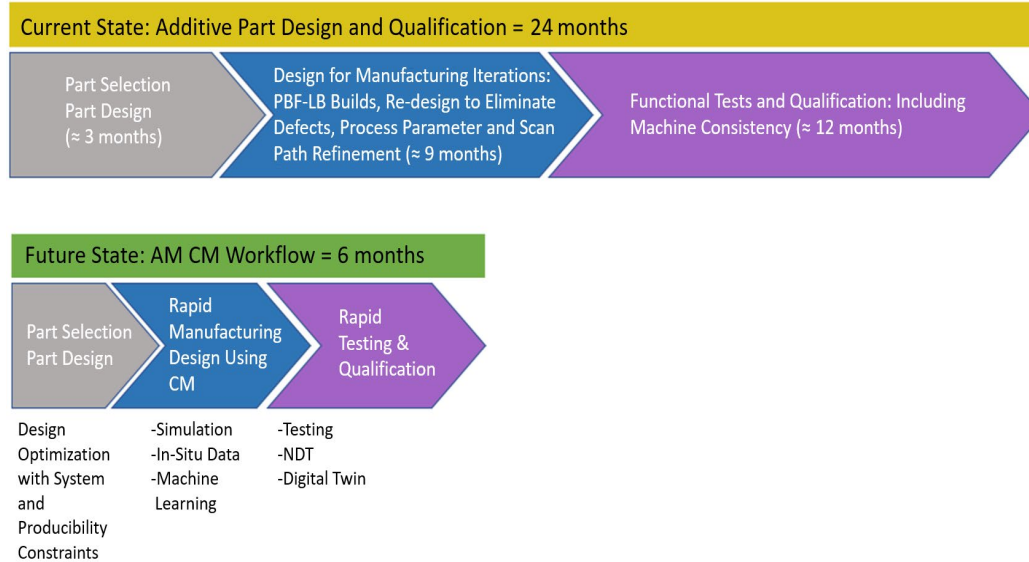 Current State: Additive Part Design and Qualification = 24 months
Part Selection
Part Design
(≈ 3 months)
Design for Manufacturing Iterations:
PBF-LB Builds, Re-design to Eliminate
Defects, Process Parameter and Scan
Path Refinement (≈ 9 months)
Functional Tests and Qualification: Including
Machine Consistency (≈ 12 months)
Future State: AM CM Workflow = 6 months
Part Selection
Part Design
Rapid
Manufacturing
Design Using
CM
Rapid
Testing &
Qualification
Design
Optimization
with System
and
Producibility
Constraints
-Simulation
-In-Situ Data
-Machine
Learning
-Testing
-NDT
-Digital Twin